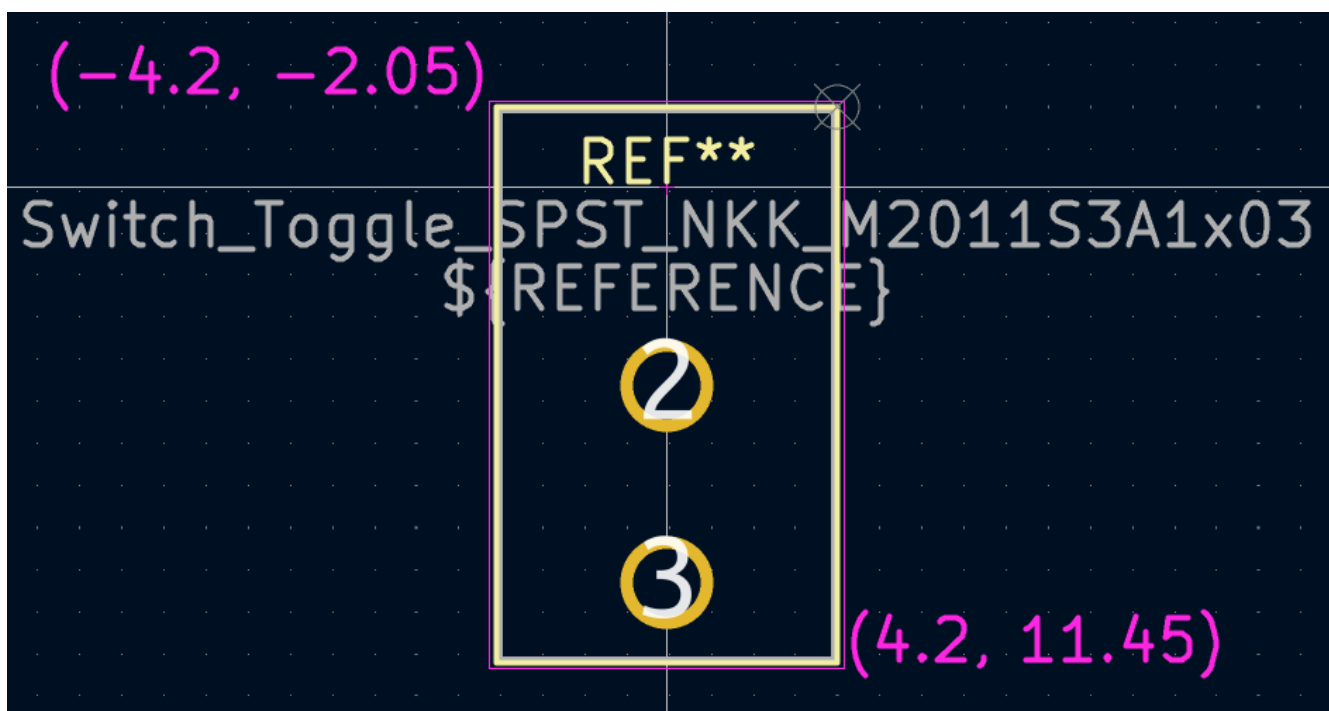 (-4.2, -2.05)
REF**
Switch_Toggle_SPST_NKK_M2011S3A1x03
${REFERENCE}
2
3
(4.2, 11.45)